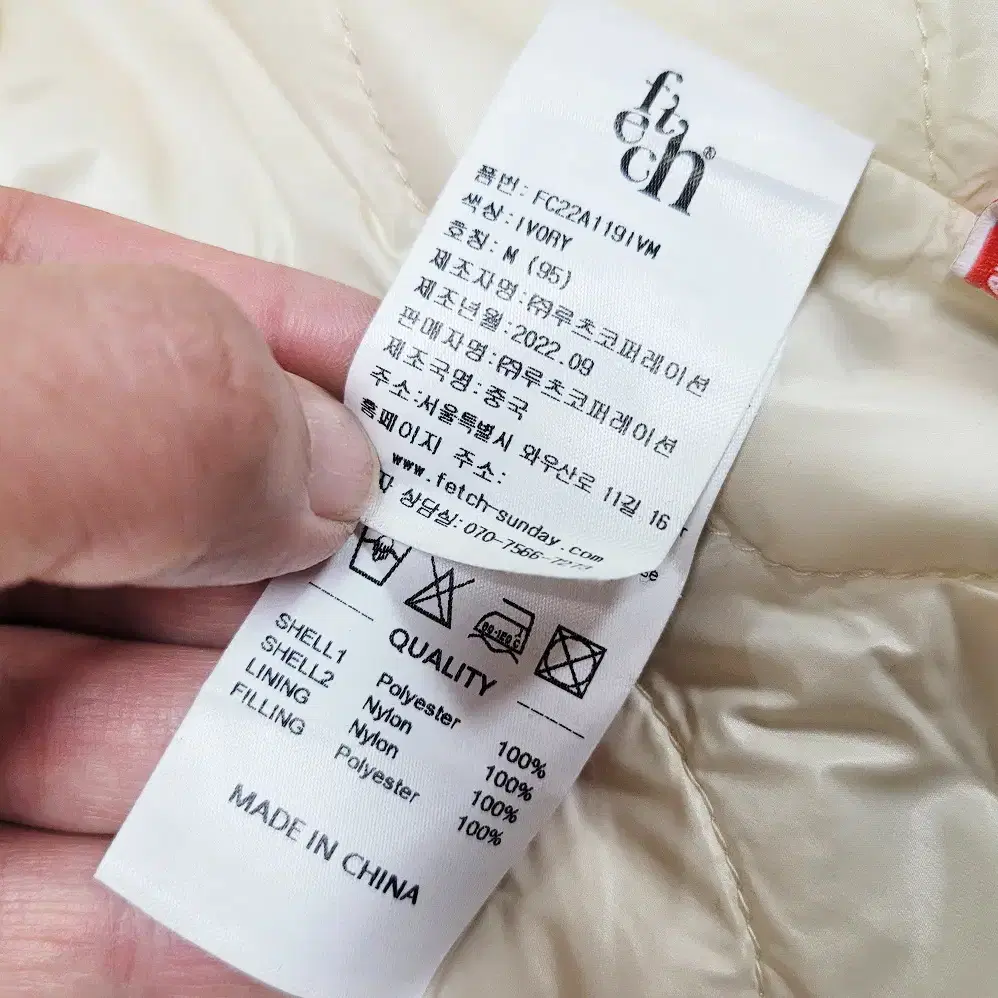 fetch®
품번: FC22A119IVM
색상:IVORY
호칭: M (95)
제조자명:㈜루츠코퍼레이션
제조년월:2022.09
판매자명:㈜루츠코퍼레이션
제조국명:중국
주소:서울특별시 와우산로 11길 16
홈페이지 주소:
www.fetch-sunday.com
상담실:070-7566-
QUALITY
SHELL1 Polyester 100%
SHELL2 Nylon 100%
LINING Nylon 100%
FILLING Polyester 100%
MADE IN CHINA